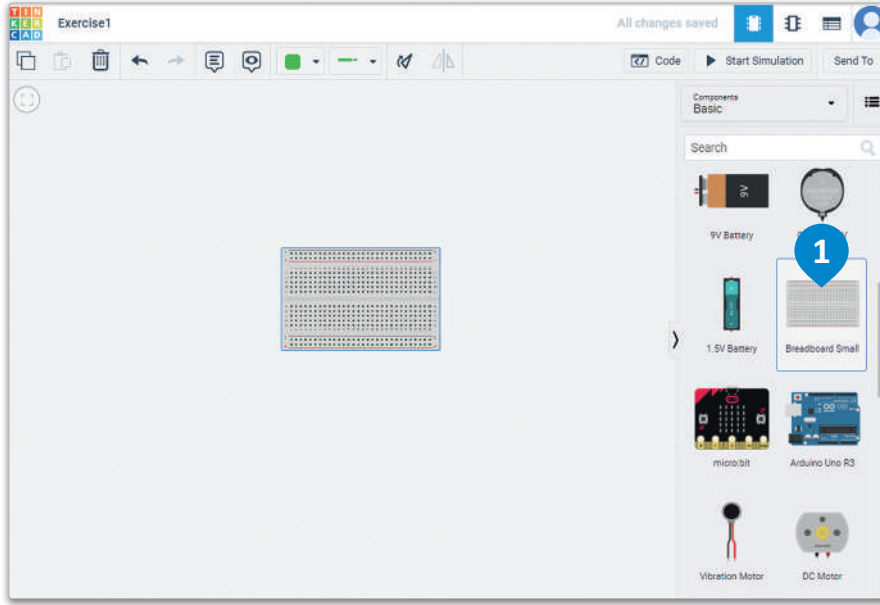 TIN
KER
CAD
Exercise1
All changes saved
Code
Start Simulation
Send To
Components
Basic
Search
9V
9V Battery
1
1.5V Battery
Breadboard Small
micro:bit
Arduino Uno R3
Vibration Motor
DC Motor